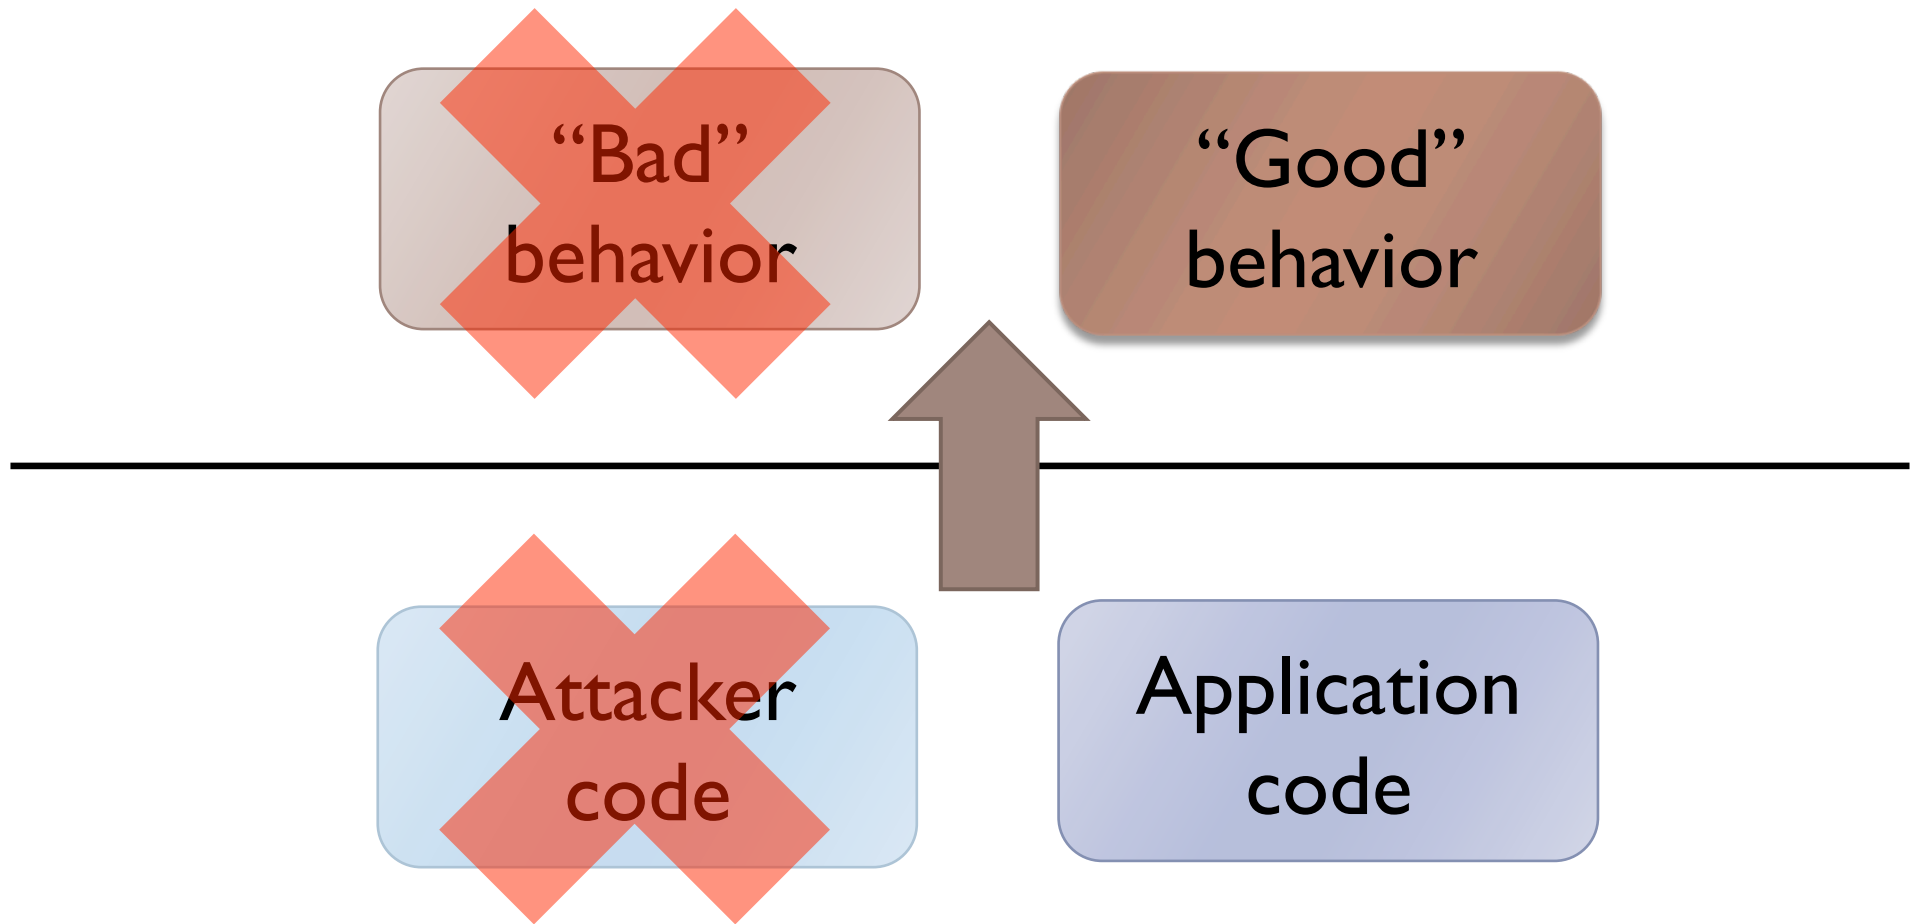 “Bad”
behavior
“Good”
behavior
Attacker
code
Application
code